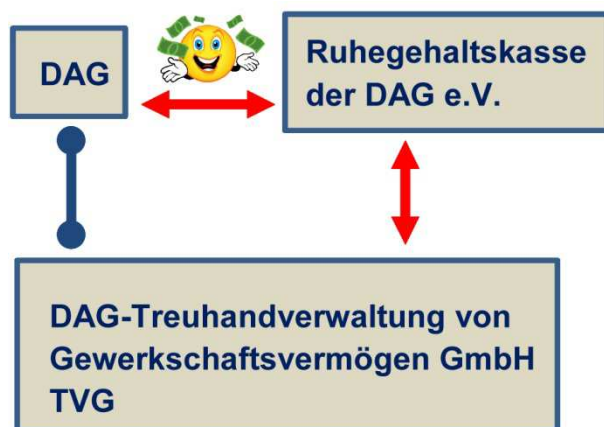 DAG
Ruhegehaltskasse
der DAG e.V.
DAG-Treuhandverwaltung von
Gewerkschaftsvermögen GmbH
TVG